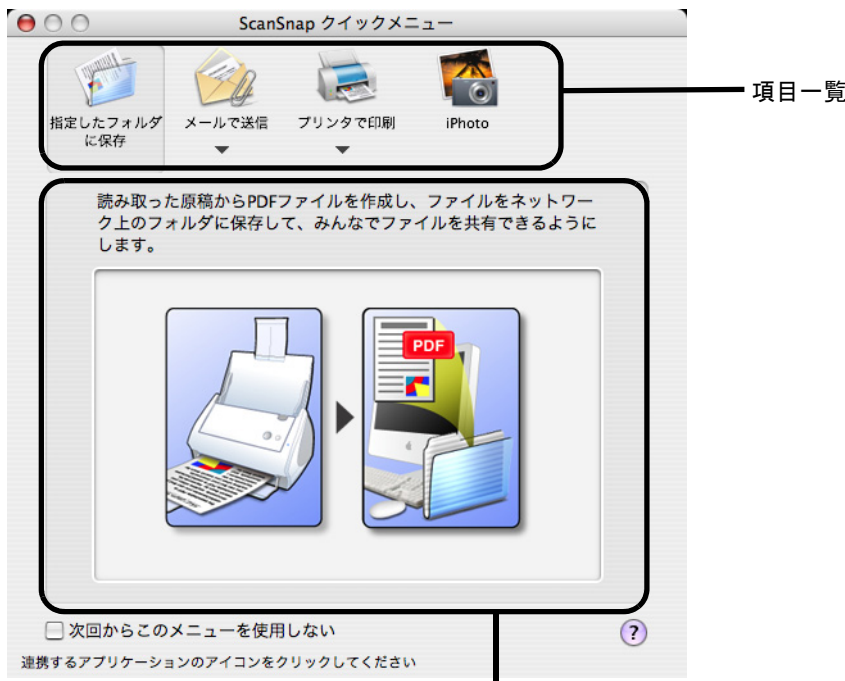 ScanSnap クイックメニュー
指定したフォルダ
に保存
メールで送信
プリンタで印刷
iPhoto
項目一覧
読み取った原稿からPDFファイルを作成し、ファイルをネットワー
ク上のフォルダに保存して、みんなでファイルを共有できるように
します。
PDF
次回からこのメニューを使用しない
?
連携するアプリケーションのアイコンをクリックしてください